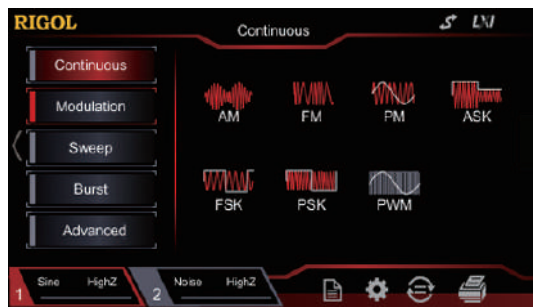 RIGOL
Continuous
LXI
Continuous
Modulation
Sweep
Burst
Advanced
AM
FM
PM
ASK
FSK
PSK
PWM
1 Sine HighZ
2 Noise HighZ